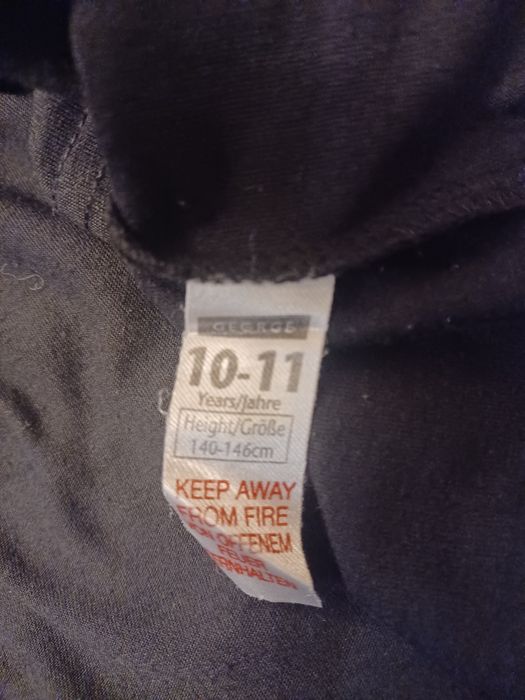 GEORGE
10-11
Years/Jahre
Height/Größe
140-146cm
KEEP AWAY
FROM FIRE
VON OFFENEM
FEUER
FERNHALTEN